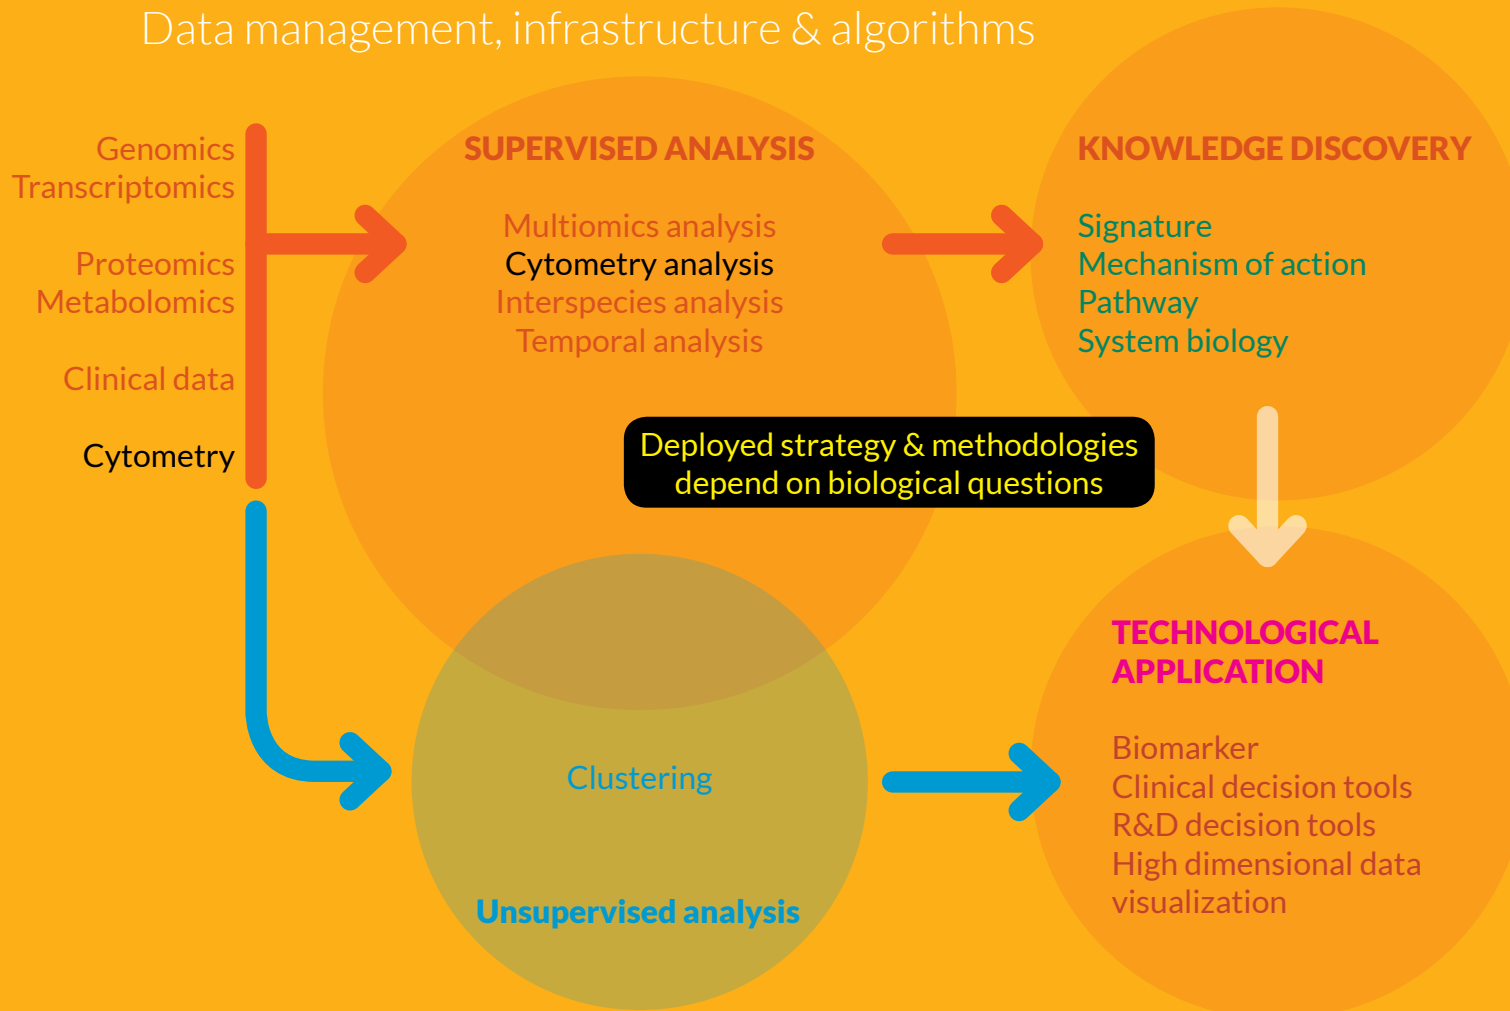 Data management, infrastructure & algorithms
Genomics
Transcriptomics
Proteomics
Metabolomics
Clinical data
Cytometry
SUPERVISED ANALYSIS
Multiomics analysis
Cytometry analysis
Interspecies analysis
Temporal analysis
KNOWLEDGE DISCOVERY
Signature
Mechanism of action
Pathway
System biology
Deployed strategy & methodologies
depend on biological questions
Clustering
Unsupervised analysis
TECHNOLOGICAL
APPLICATION
Biomarker
Clinical decision tools
R&D decision tools
High dimensional data
visualization